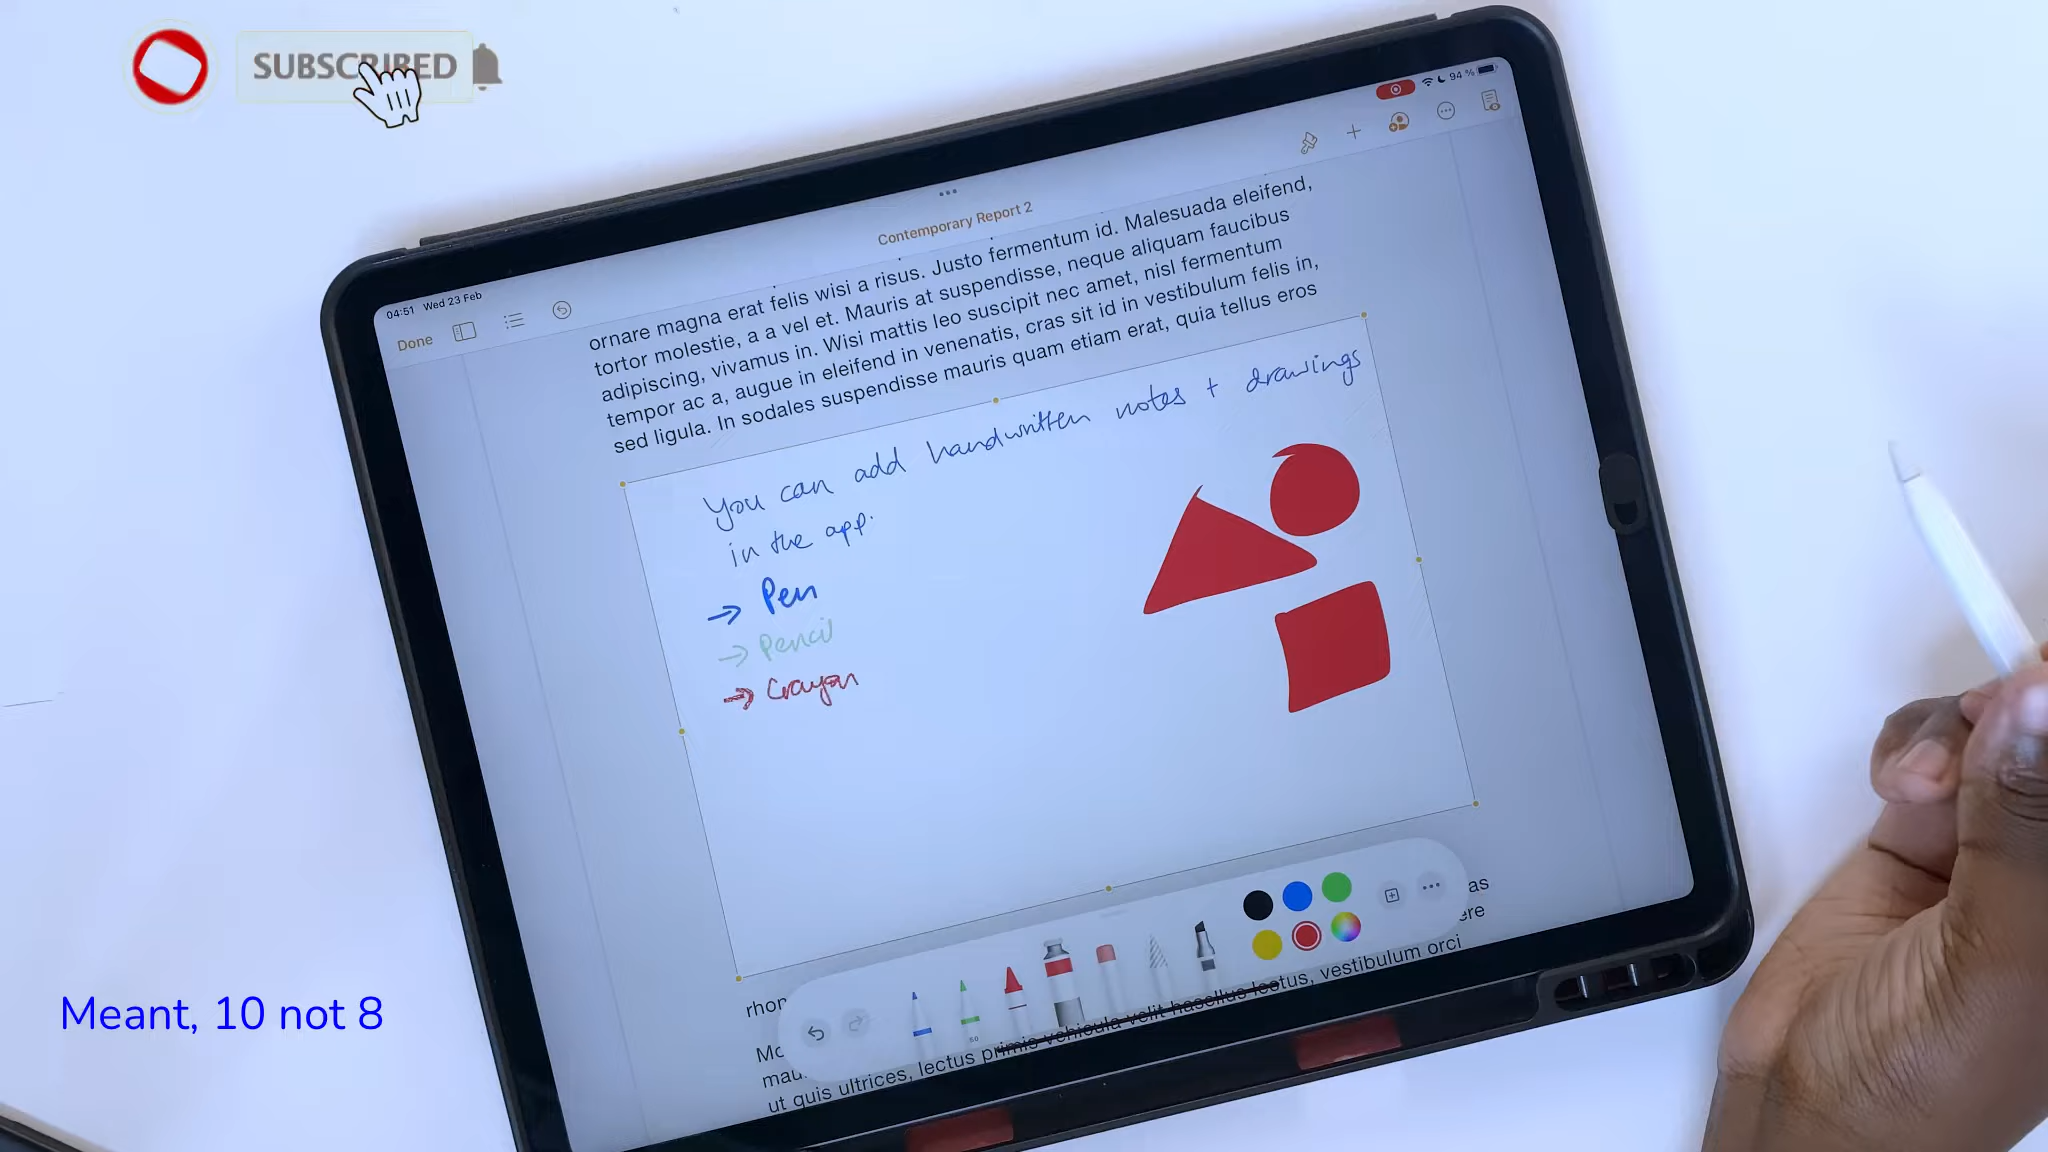 SUBSCRIBED
94 %
04:51 Wed 23 Feb
Contemporary Report 2
Done
ornare magna erat felis wisi a risus. Justo fermentum id. Malesuada eleifend,
tortor molestie, a a vel et. Mauris at suspendisse, neque aliquam faucibus
adipiscing, vivamus in. Wisi mattis leo suscipit nec amet, nisl fermentum
tempor ac a, augue in eleifend in venenatis, cras sit id in vestibulum felis in,
sed ligula. In sodales suspendisse mauris quam etiam erat, quia tellus eros
You can add handwritten notes + drawings
in the app.
→ Pen
→ Pencil
→ Crayon
as
ere
rhon
vestibulum orci
Mc
mau
ut quis ultrices, lectus primis vehicula velit hasellus lectus,
50
Meant, 10 not 8